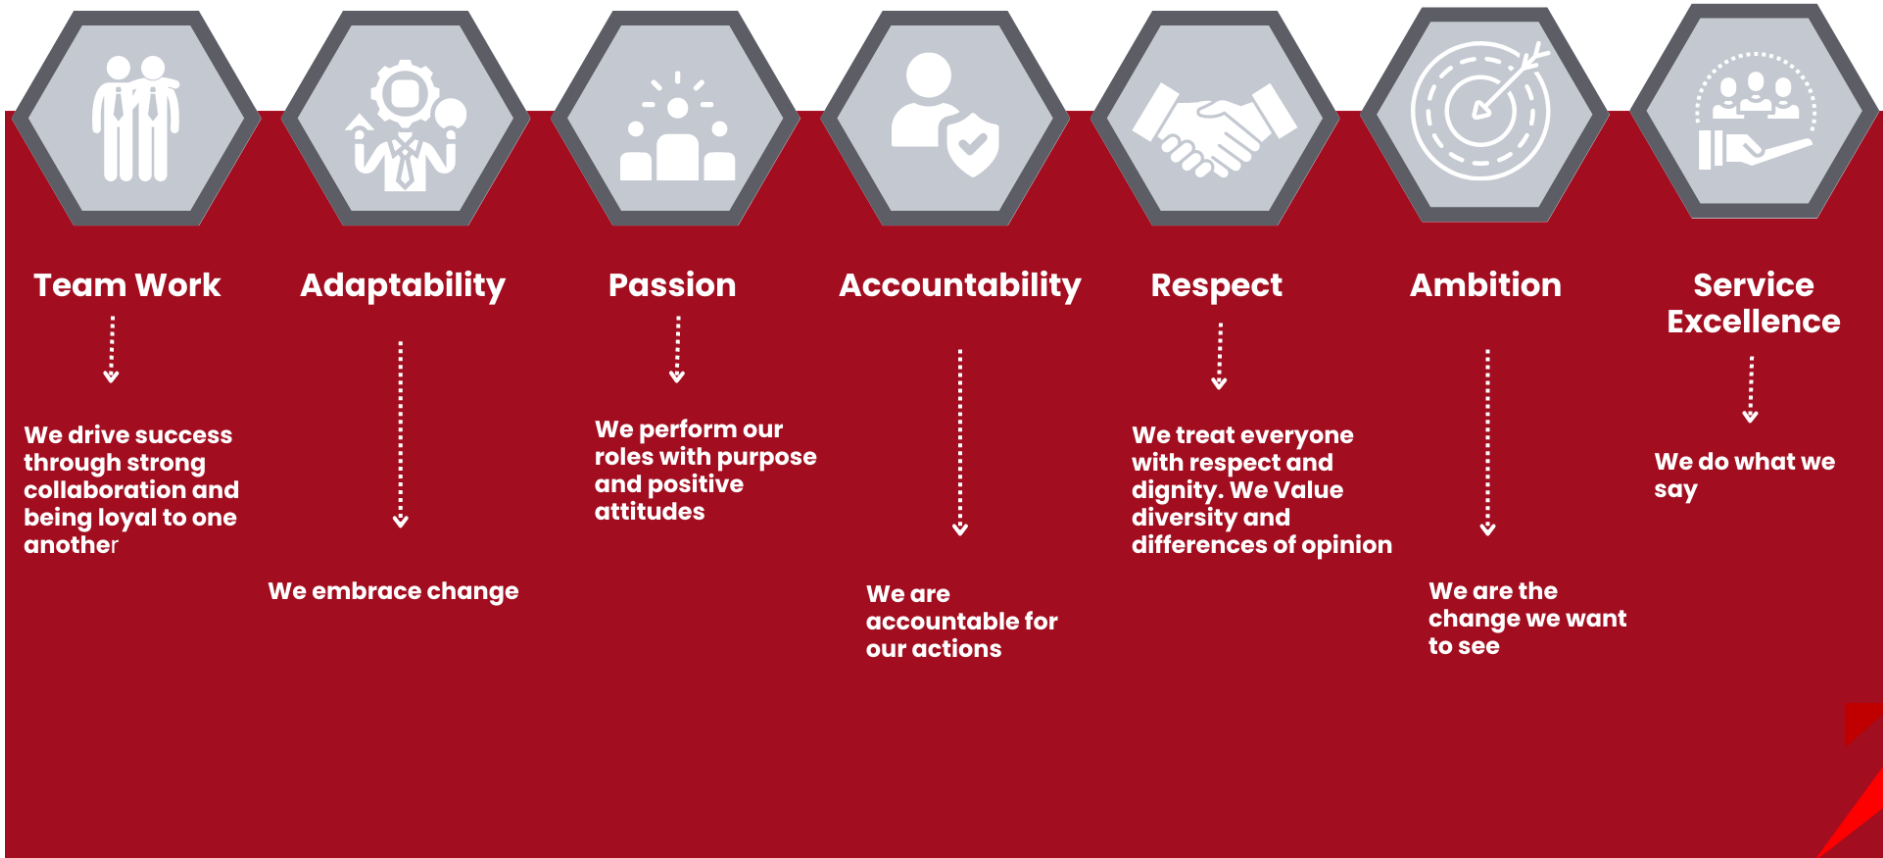 Team Work
We drive success
through strong
collaboration and
being loyal to one
another
Adaptability
We embrace change
Passion
We perform our
roles with purpose
and positive
attitudes
Accountability
We are
accountable for
our actions
Respect
We treat everyone
with respect and
dignity. We Value
diversity and
differences of opinion
Ambition
We are the
change we want
to see
Service
Excellence
We do what we
say